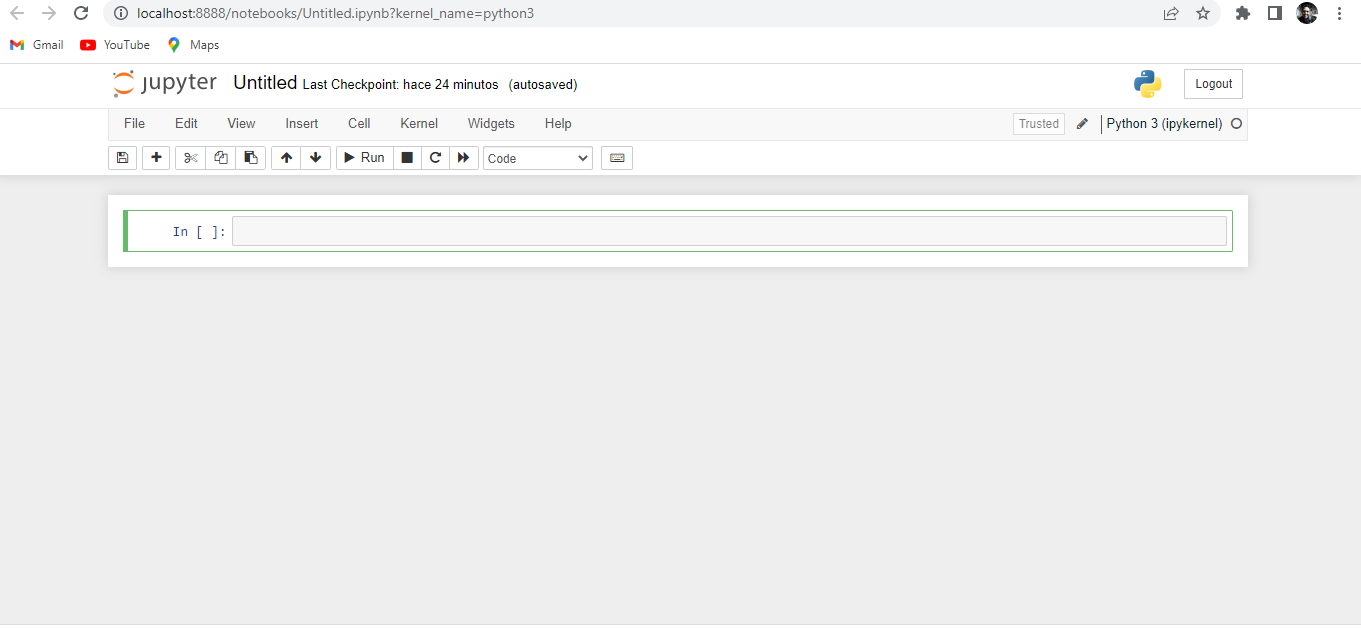 localhost:8888/notebooks/Untitled.ipynb?kernel_name=python3
Gmail YouTube Maps
jupyter Untitled Last Checkpoint: hace 24 minutos (autosaved) Logout
File Edit View Insert Cell Kernel Widgets Help Trusted Python 3 (ipykernel)
Run Code
In [ ]: